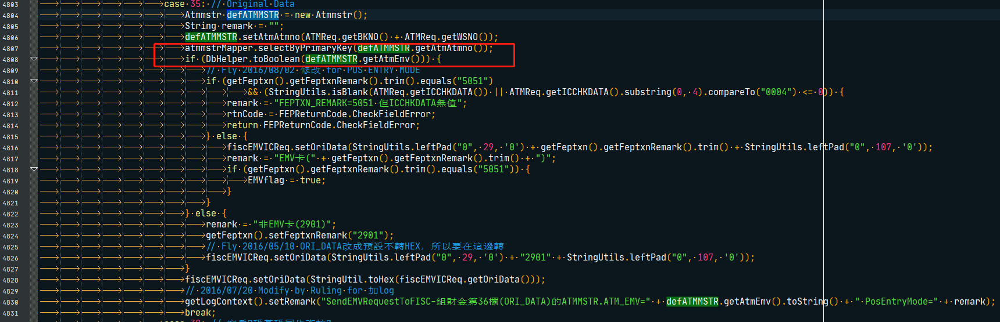 4803 case 35: // Original Data
4804 Atmmstr defATMMSTR = new Atmmstr();
4805 String remark = "";
4806 defATMMSTR.setAtmAtmno(ATMReq.getBKNO() + ATMReq.getWSNO());
4807 atmmstrMapper.selectByPrimaryKey(defATMMSTR.getAtmAtmno());
4808 if (DbHelper.toBoolean(defATMMSTR.getAtmEmv())) {
4809 // Fly 2016/08/02 修改 for POS ENTRY MODE
4810 if (getFeptxn().getFeptxnRemark().trim().equals("5051")
4811 && (StringUtils.isBlank(ATMReq.getICCHKDATA()) || ATMReq.getICCHKDATA().substring(0, 4).compareTo("0004") <= 0)) {
4812 remark = "FEPTXN_REMARK=5051 但ICCHKDATA無值";
4813 rtnCode = FEPReturnCode.CheckFieldError;
4814 return FEPReturnCode.CheckFieldError;
4815 } else {
4816 fiscEMVICReq.setOriData(StringUtils.leftPad("0", 29, '0') + getFeptxn().getFeptxnRemark().trim() + StringUtils.leftPad("0", 107, '0'));
4817 remark = "EMV卡(" + getFeptxn().getFeptxnRemark().trim() + ")";
4818 if (getFeptxn().getFeptxnRemark().trim().equals("5051")) {
4819 EMVflag = true;
4820 }
4821 }
4822 } else {
4823 remark = "非EMV卡(2901)";
4824 getFeptxn().setFeptxnRemark("2901");
4825 // Fly 2016/05/10 ORI_DATA改成預設不轉HEX，所以要在這邊轉
4826 fiscEMVICReq.setOriData(StringUtils.leftPad("0", 29, '0') + "2901" + StringUtils.leftPad("0", 107, '0'));
4827 }
4828 fiscEMVICReq.setOriData(StringUtil.toHex(fiscEMVICReq.getOriData()));
4829 // 2016/07/20 Modify by Ruling for 加log
4830 getLogContext().setRemark("SendEMVRequestToFISC-組財金第36欄(ORI_DATA)的ATMMSTR.ATM_EMV=" + defATMMSTR.getAtmEmv().toString() + " PosEntryMode=" + remark);
4831 break;